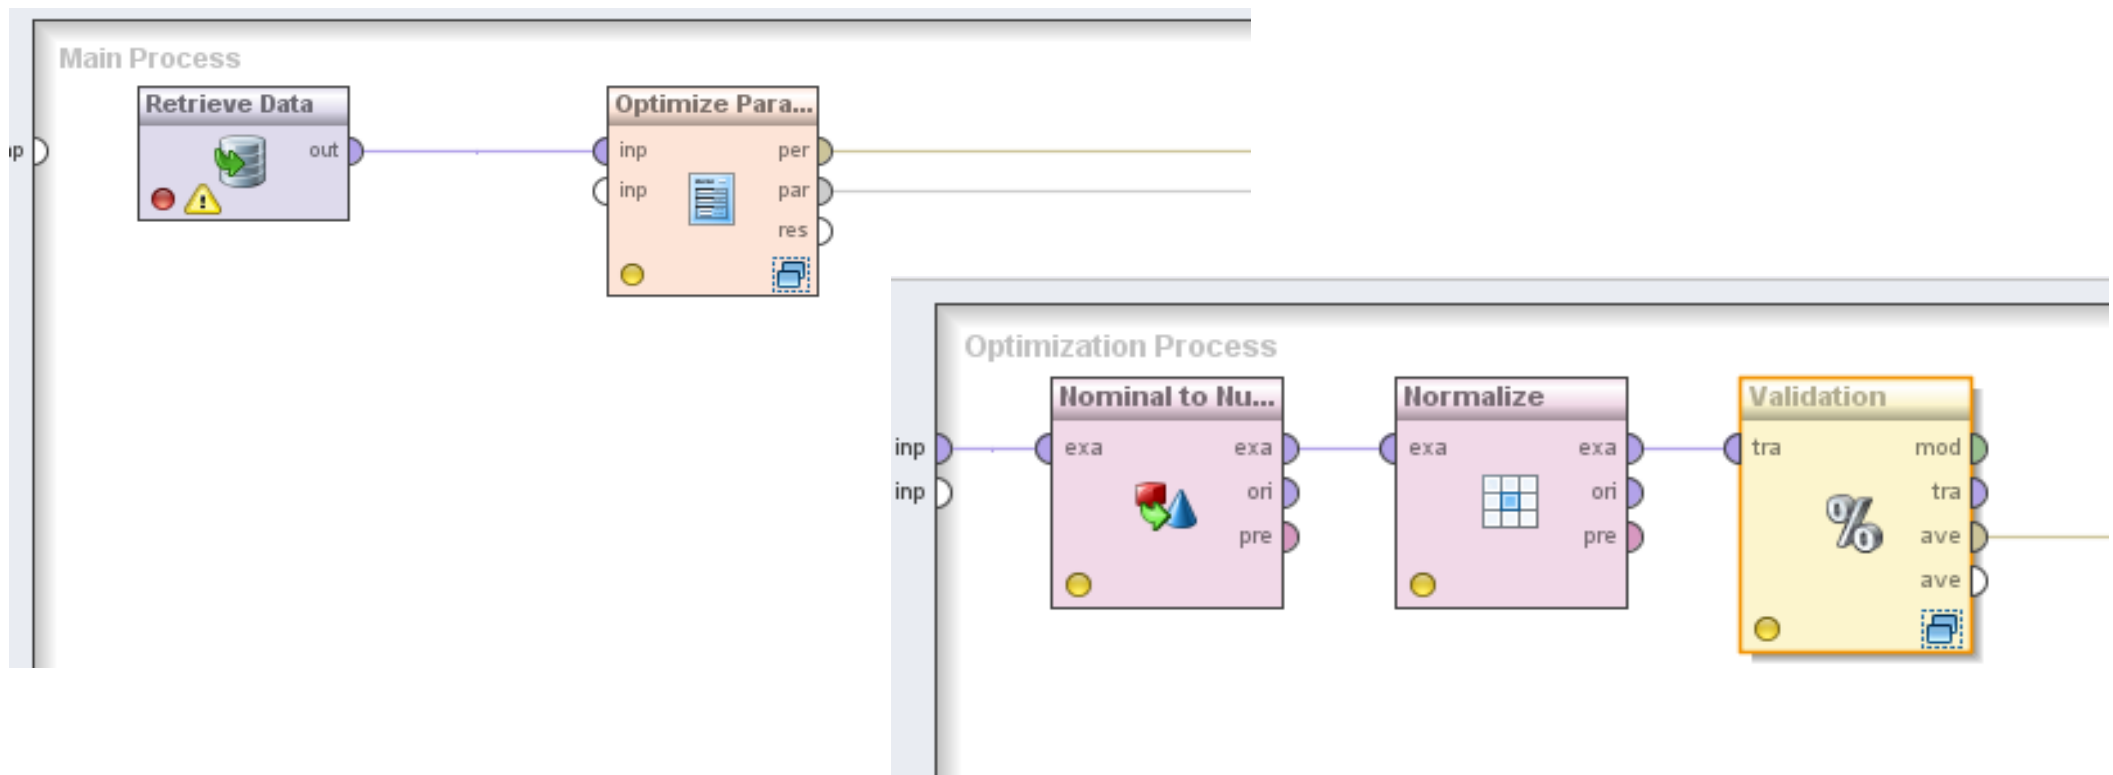 Main Process
Retrieve Data
Optimize Para...
np
out
inp
per
inp
par
res
Optimization Process
Nominal to Nu...
Normalize
Validation
inp
exa
exa
exa
exa
tra
mod
inp
ori
ori
tra
pre
pre
%
ave
ave